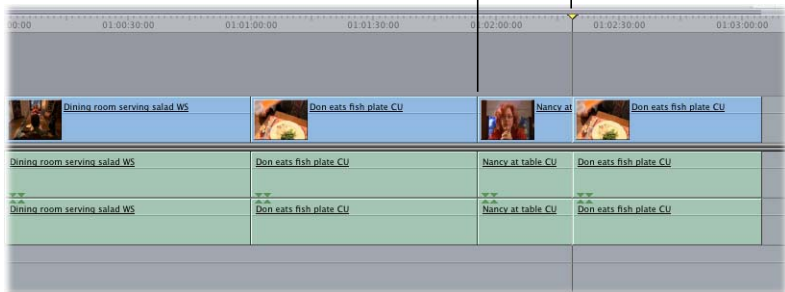 00:00 01:00:30:00 01:01:00:00 01:01:30:00 01:02:00:00 01:02:30:00 01:03:00:00
Dining room serving salad WS Don eats fish plate CU Nancy at Don eats fish plate CU
Dining room serving salad WS Don eats fish plate CU Nancy at table CU Don eats fish plate CU
Dining room serving salad WS Don eats fish plate CU Nancy at table CU Don eats fish plate CU